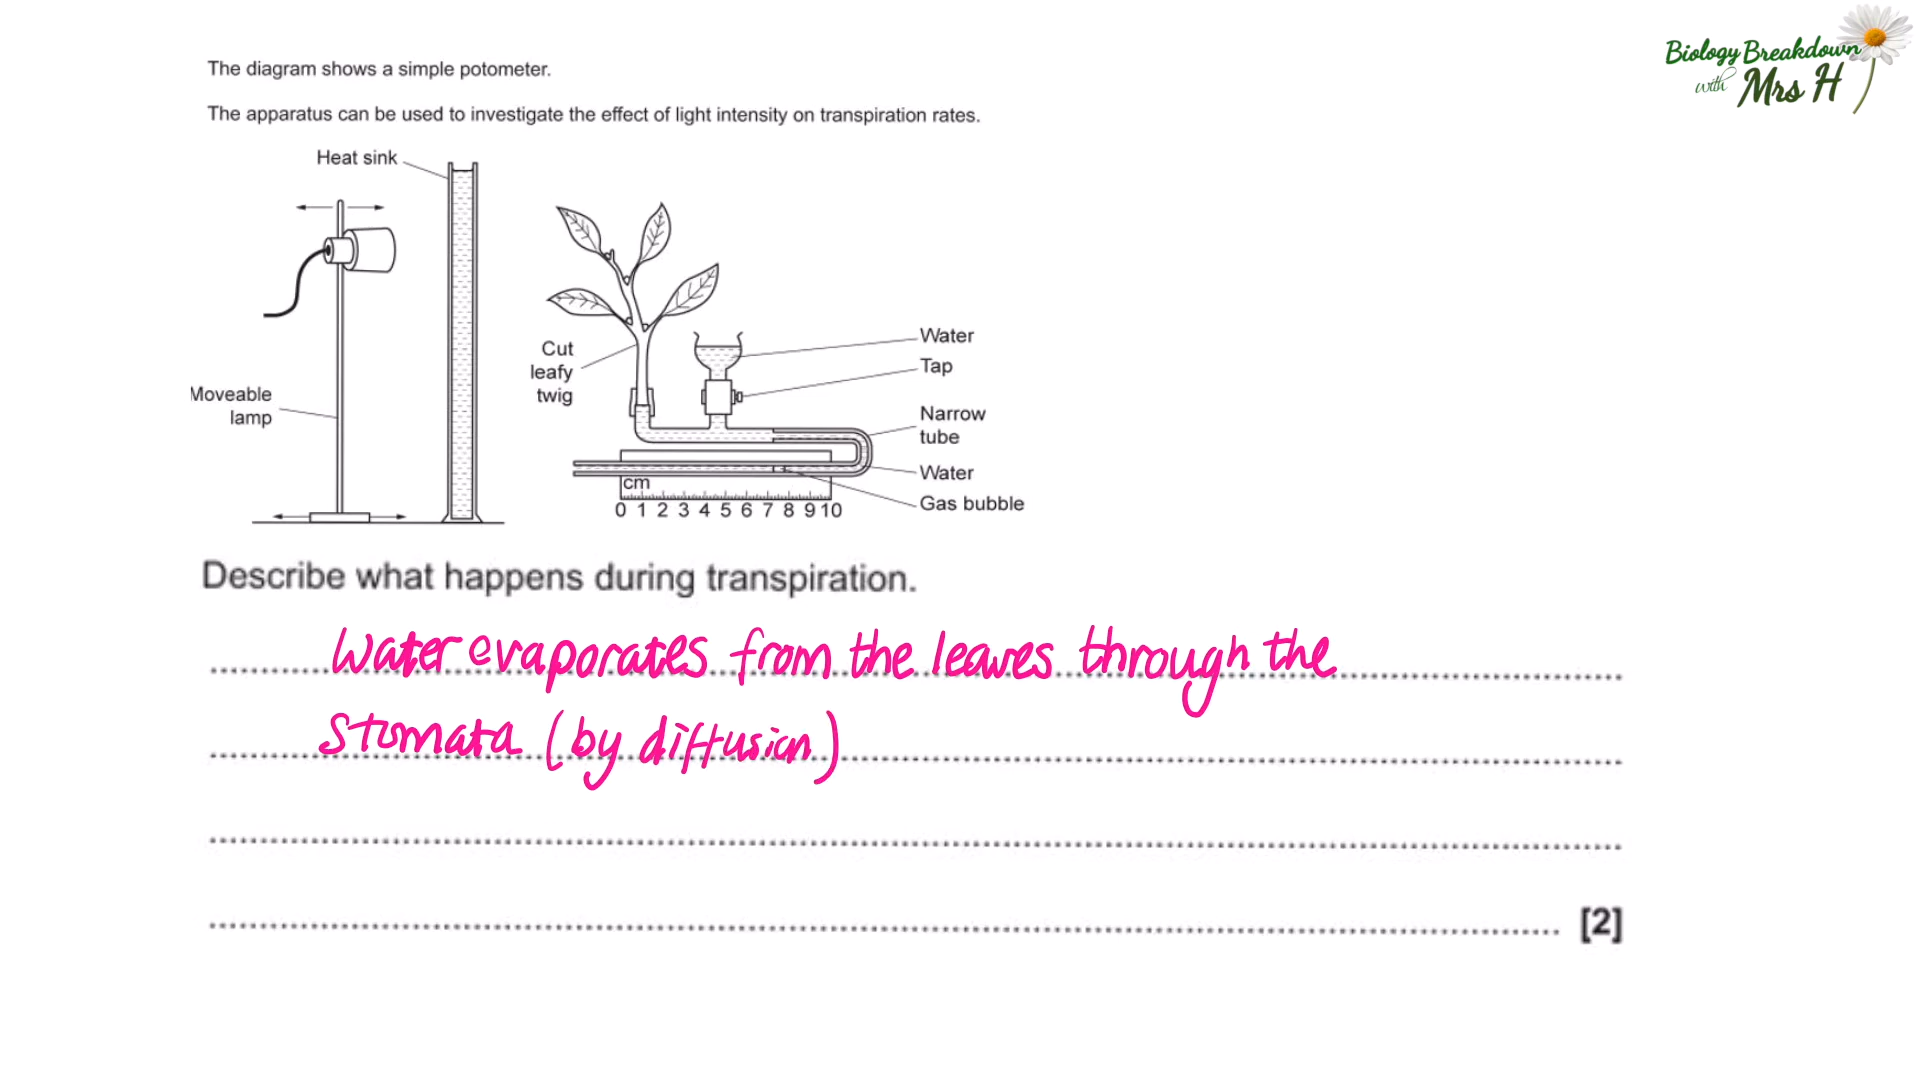 Biology Breakdown
with Mrs H
The diagram shows a simple potometer.
The apparatus can be used to investigate the effect of light intensity on transpiration rates.
Heat sink
Moveable
lamp
Cut
leafy
twig
Water
Tap
Narrow
tube
Water
Gas bubble
cm
0 1 2 3 4 5 6 7 8 9 10
Describe what happens during transpiration.
Water evaporates from the leaves through the
stomata (by diffusion)
[2]